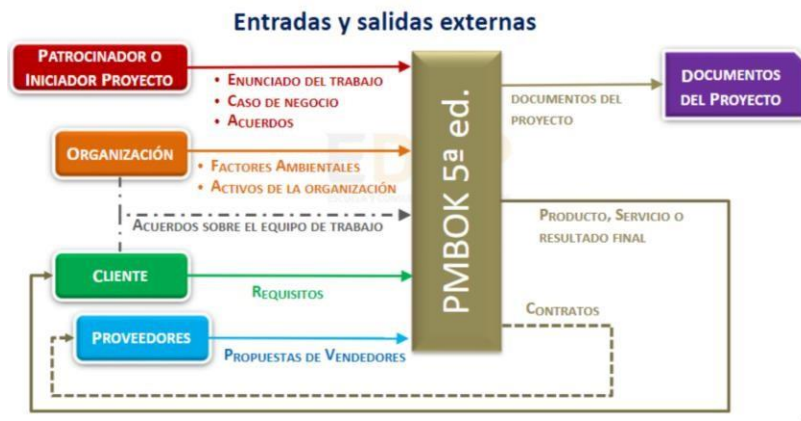 Entradas y salidas externas
PATROCINADOR O
INICIADOR PROYECTO
• ENUNCIADO DEL TRABAJO
• CASO DE NEGOCIO
• ACUERDOS
ORGANIZACIÓN
• FACTORES AMBIENTALES
• ACTIVOS DE LA ORGANIZACIÓN
ACUERDOS SOBRE EL EQUIPO DE TRABAJO
CLIENTE
REQUISITOS
PROVEEDORES
PROPUESTAS DE VENDEDORES
PMBOK 5ª ed.
DOCUMENTOS DEL
PROYECTO
DOCUMENTOS
DEL PROYECTO
PRODUCTO, SERVICIO O
RESULTADO FINAL
CONTRATOS